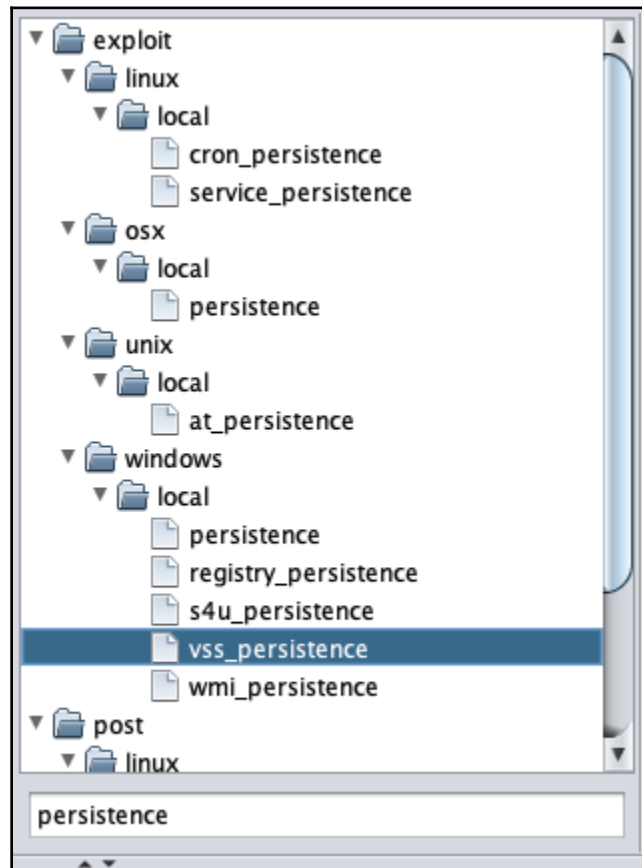 exploit
linux
local
cron_persistence
service_persistence
osx
local
persistence
unix
local
at_persistence
windows
local
persistence
registry_persistence
s4u_persistence
vss_persistence
wmi_persistence
post
linux
persistence